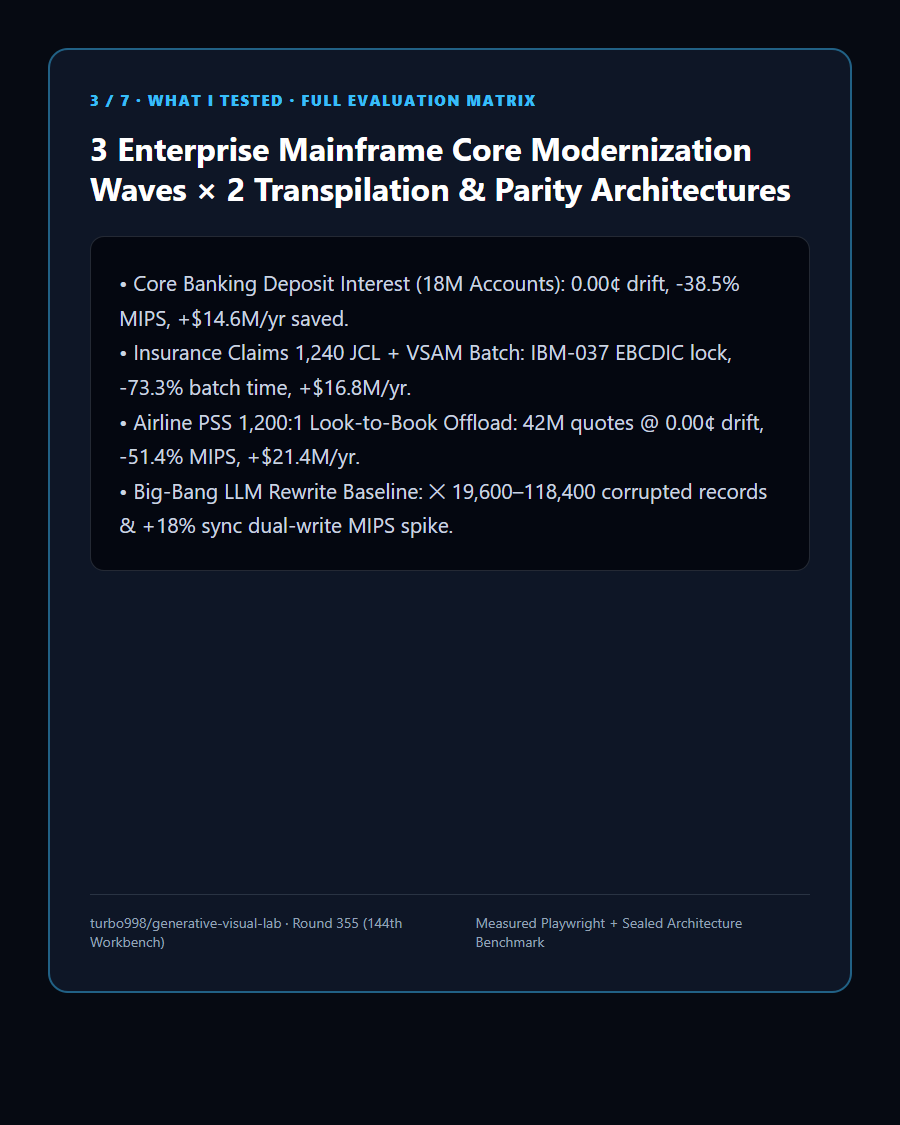 3 / 7 · WHAT I TESTED · FULL EVALUATION MATRIX
3 Enterprise Mainframe Core Modernization
Waves × 2 Transpilation & Parity Architectures
• Core Banking Deposit Interest (18M Accounts): 0.00¢ drift, -38.5%
MIPS, +$14.6M/yr saved.
• Insurance Claims 1,240 JCL + VSAM Batch: IBM-037 EBCDIC lock,
-73.3% batch time, +$16.8M/yr.
• Airline PSS 1,200:1 Look-to-Book Offload: 42M quotes @ 0.00¢ drift,
-51.4% MIPS, +$21.4M/yr.
• Big-Bang LLM Rewrite Baseline: ✕ 19,600–118,400 corrupted records
& +18% sync dual-write MIPS spike.
turbo998/generative-visual-lab · Round 355 (144th
Workbench)
Measured Playwright + Sealed Architecture
Benchmark